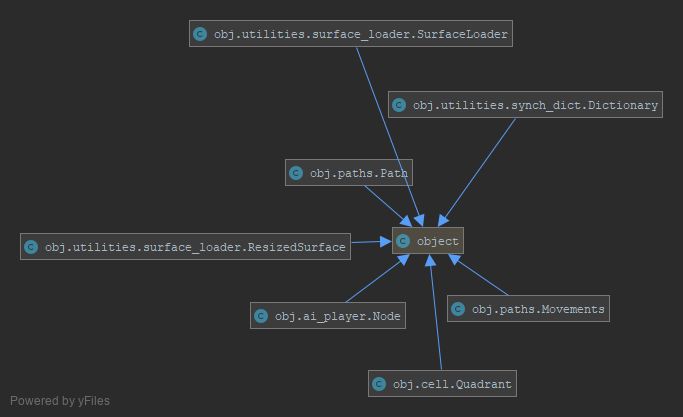 obj.utilities.surface_loader.SurfaceLoader
obj.utilities.synch_dict.Dictionary
obj.paths.Path
object
obj.utilities.surface_loader.ResizedSurface
obj.ai_player.Node
obj.paths.Movements
obj.cell.Quadrant
Powered by yFiles